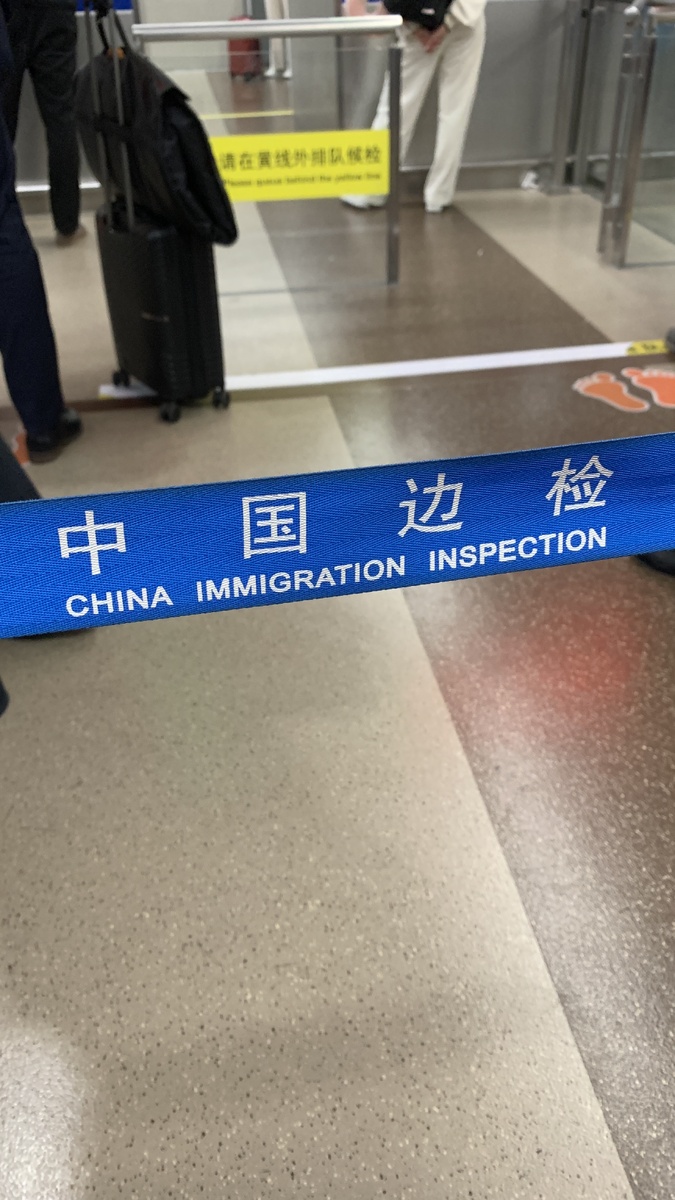 请在黄线外排队候检
Please queue behind the yellow line
中国边检
CHINA IMMIGRATION INSPECTION